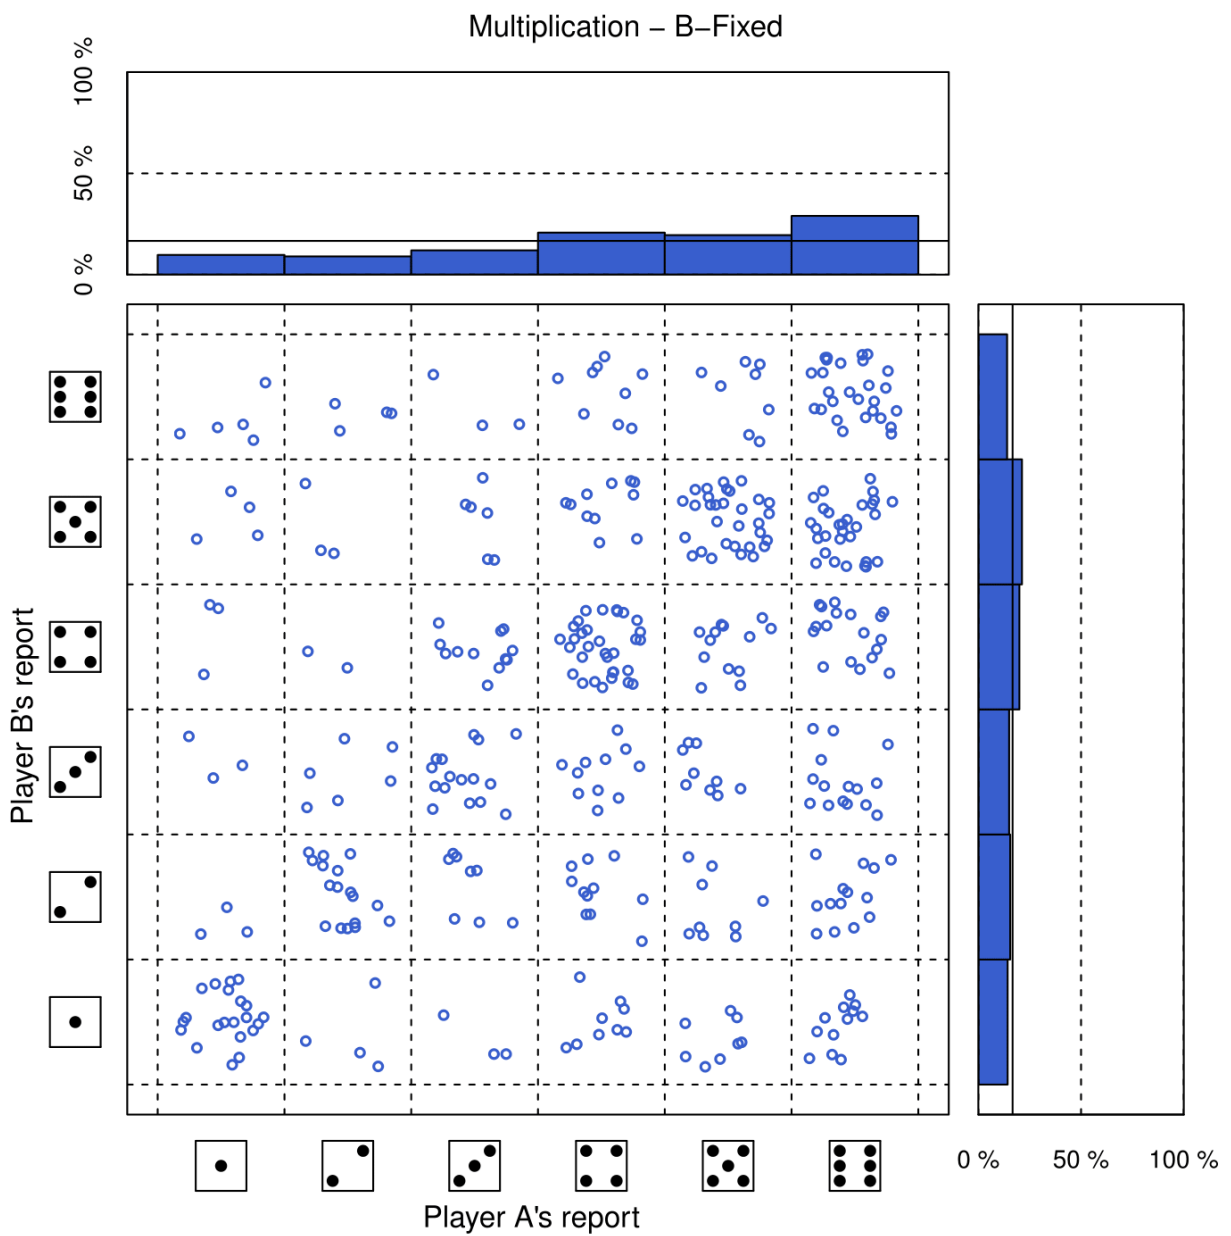 Multiplication – B–Fixed
100 %
50 %
0 %
Player B's report
0 %
50 %
100 %
Player A's report